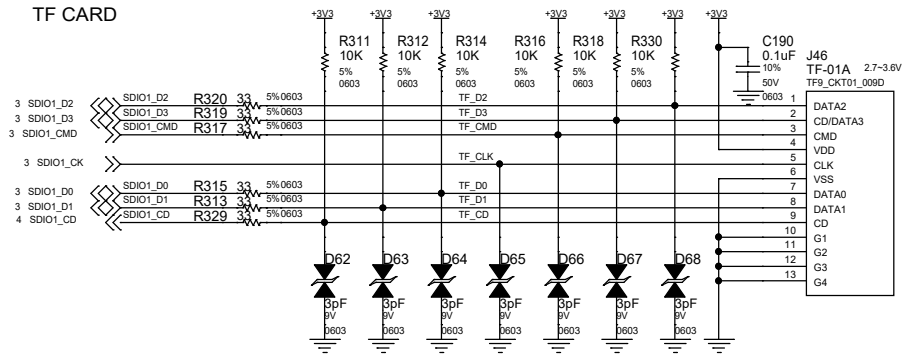 TF CARD
+3V3 +3V3 +3V3 +3V3 +3V3 +3V3 +3V3
R311 R312 R314 R316 R318 R330
10K 10K 10K 10K 10K 10K
5% 5% 5% 5% 5% 5%
0603 0603 0603 0603 0603 0603
C190
0.1uF
10%
50V
0603
J46
TF-01A 2.7~3.6V
TF9_CKT01_009D
3 SDIO1_D2 SDIO1_D2 R320 33 5%0603 TF_D2 1 DATA2
3 SDIO1_D3 SDIO1_D3 R319 33 5%0603 TF_D3 2 CD/DATA3
3 SDIO1_CMD SDIO1_CMD R317 33 5%0603 TF_CMD 3 CMD
4 VDD
3 SDIO1_CK TF_CLK 5 CLK
6 VSS
3 SDIO1_D0 SDIO1_D0 R315 33 5%0603 TF_D0 7 DATA0
3 SDIO1_D1 SDIO1_D1 R313 33 5%0603 TF_D1 8 DATA1
4 SDIO1_CD SDIO1_CD R329 33 5%0603 TF_CD 9 CD
10 G1
11 G2
12 G3
13 G4
D62 D63 D64 D65 D66 D67 D68
3pF 3pF 3pF 3pF 3pF 3pF 3pF
9V 9V 9V 9V 9V 9V 9V
0603 0603 0603 0603 0603 0603 0603